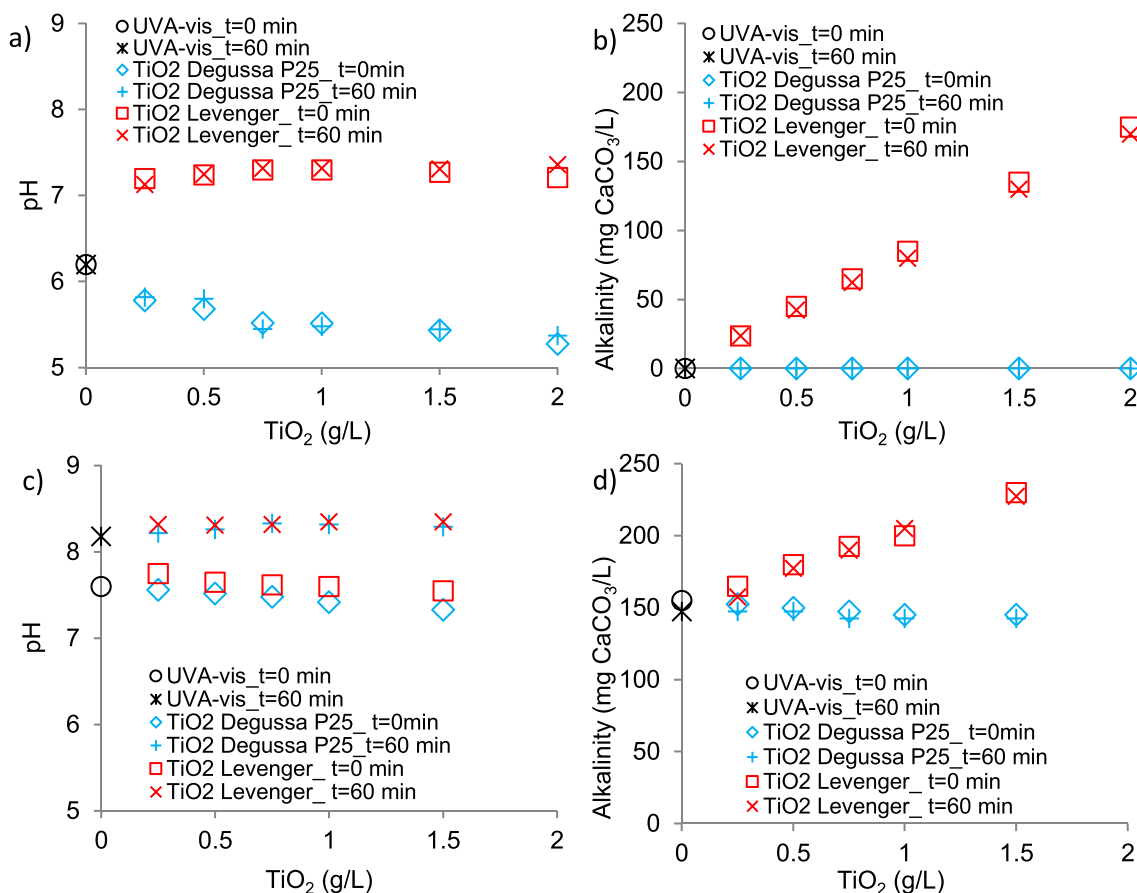 a)
9
8
7
6
5
pH
UVA-vis_t=0 min
UVA-vis_t=60 min
TiO2 Degussa P25_ t=0min
TiO2 Degussa P25_t=60 min
TiO2 Levenger_ t=0 min
TiO2 Levenger_ t=60 min
0 0.5 1 1.5 2
TiO₂ (g/L)
b)
250
200
150
100
50
0
Alkalinity (mg CaCO₃/L)
UVA-vis_t=0 min
UVA-vis_t=60 min
TiO2 Degussa P25_ t=0min
TiO2 Degussa P25_t=60 min
TiO2 Levenger_ t=0 min
TiO2 Levenger_ t=60 min
0 0.5 1 1.5 2
TiO₂ (g/L)
c)
9
8
7
6
5
pH
UVA-vis_t=0 min
UVA-vis_t=60 min
TiO2 Degussa P25_ t=0min
TiO2 Degussa P25_t=60 min
TiO2 Levenger_ t=0 min
TiO2 Levenger_ t=60 min
0 0.5 1 1.5 2
TiO₂ (g/L)
d)
250
200
150
100
50
0
Alkalinity (mg CaCO₃/L)
UVA-vis_t=0 min
UVA-vis_t=60 min
TiO2 Degussa P25_ t=0min
TiO2 Degussa P25_t=60 min
TiO2 Levenger_ t=0 min
TiO2 Levenger_ t=60 min
0 0.5 1 1.5 2
TiO₂ (g/L)